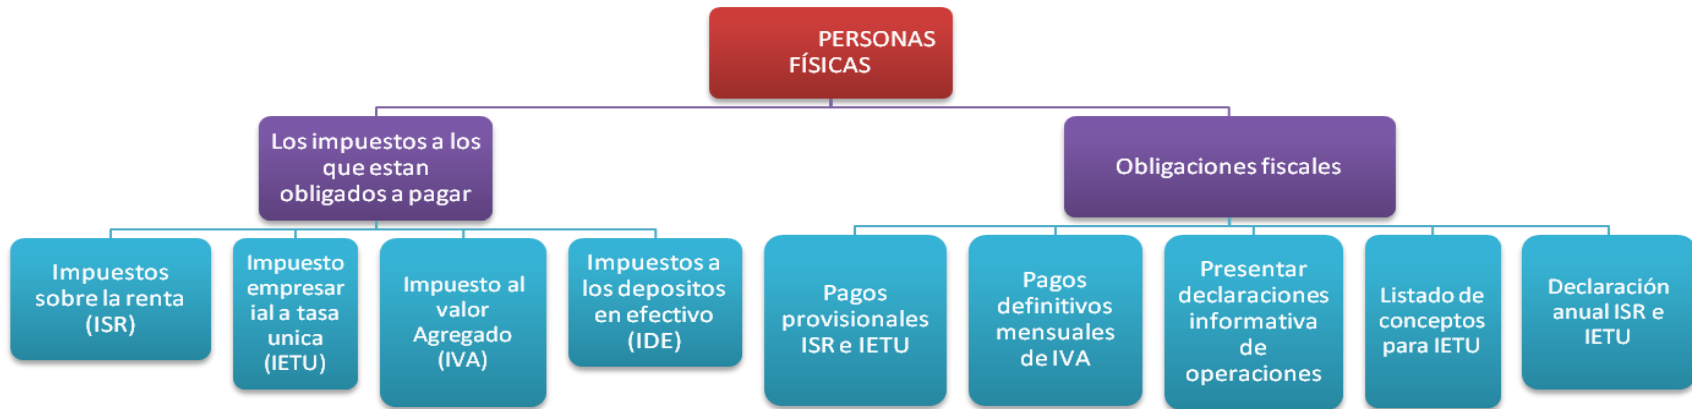 PERSONAS
FÍSICAS
Los impuestos a los
que estan
obligados a pagar
Obligaciones fiscales
Impuestos
sobre la renta
(ISR)
Impuesto
empresar
ial a tasa
unica
(IETU)
Impuesto al
valor
Agregado
(IVA)
Impuestos a
los depositos
en efectivo
(IDE)
Pagos
provisionales
ISR e IETU
Pagos
definitivos
mensuales
de IVA
Presentar
declaraciones
informativa
de
operaciones
Listado de
conceptos
para IETU
Declaración
anual ISR e
IETU